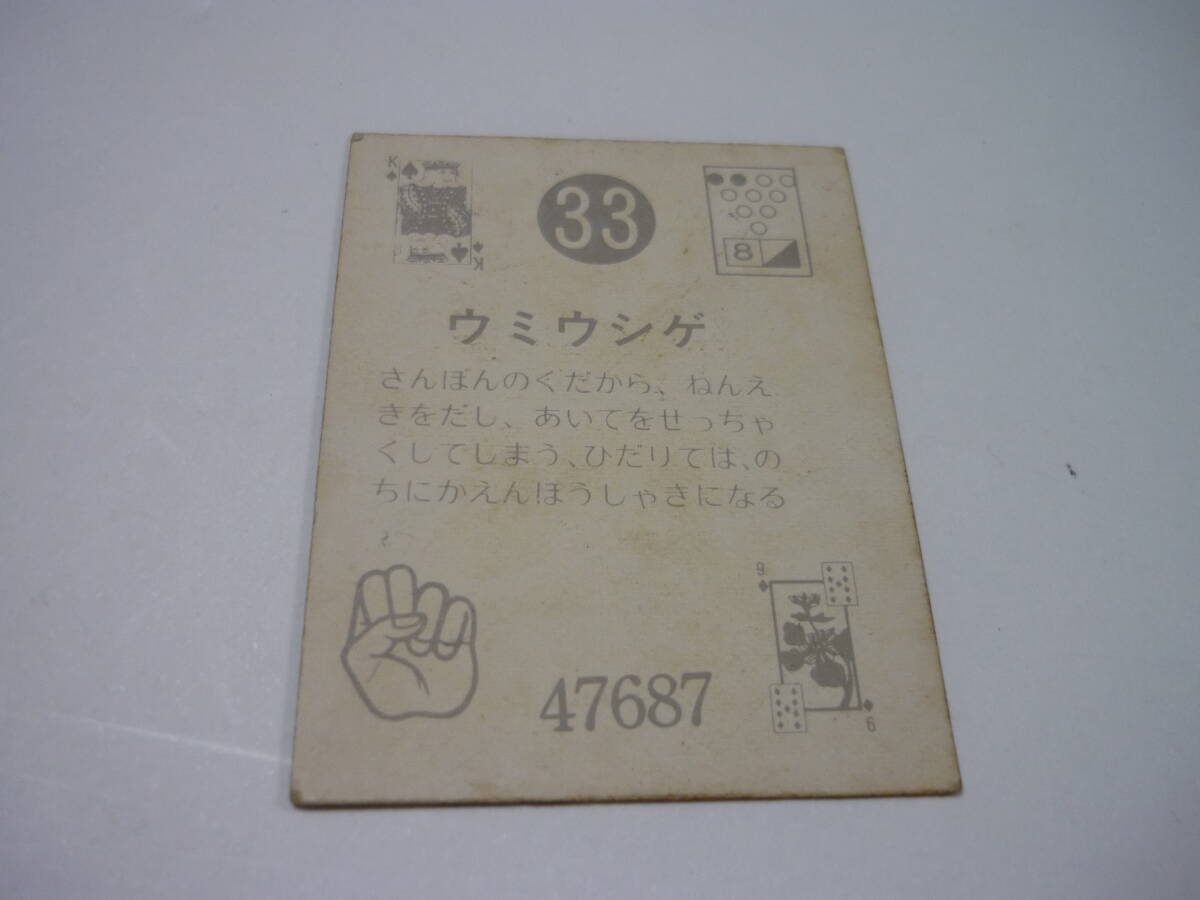 K
33
8
K
ウミウシゲ
さんぼんのくだから、ねんえ
きをだし、あいてをせっちゃ
くしてしまう、ひだりては、の
ちにかえんほうしゃきになる
9
47687
9